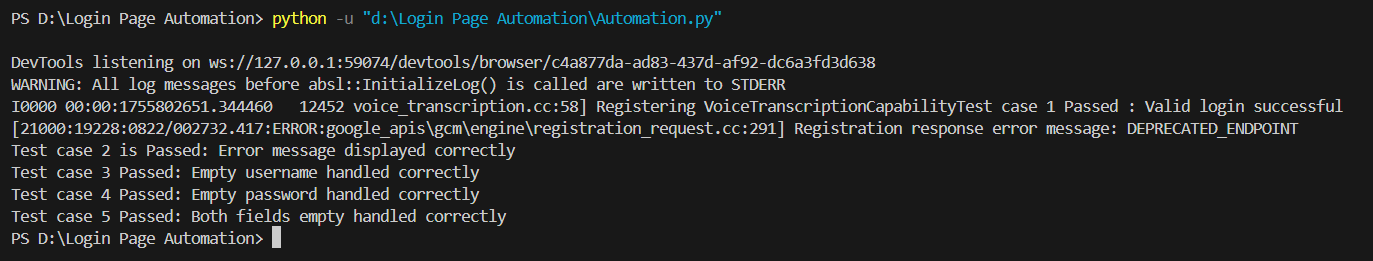 PS D:\Login Page Automation> python -u "d:\Login Page Automation\Automation.py"
DevTools listening on ws://127.0.0.1:59074/devtools/browser/c4a877da-ad83-437d-af92-dc6a3fd3d638
WARNING: All log messages before absl::InitializeLog() is called are written to STDERR
I0000 00:00:1755802651.344460   12452 voice_transcription.cc:58] Registering VoiceTranscriptionCapabilityTest case 1 Passed : Valid login successful
[21000:19228:0822/002732.417:ERROR:google_apis\gcm\engine\registration_request.cc:291] Registration response error message: DEPRECATED_ENDPOINT
Test case 2 is Passed: Error message displayed correctly
Test case 3 Passed: Empty username handled correctly
Test case 4 Passed: Empty password handled correctly
Test case 5 Passed: Both fields empty handled correctly
PS D:\Login Page Automation>